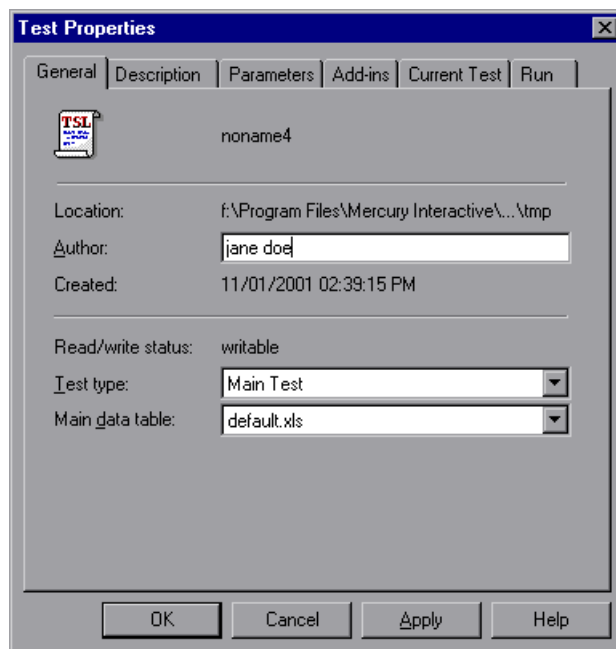 Test Properties
General Description Parameters Add-ins Current Test Run
TSL
noname4
Location: f:\Program Files\Mercury Interactive\...\tmp
Author: jane doe
Created: 11/01/2001 02:39:15 PM
Read/write status: writable
Test type: Main Test
Main data table: default.xls
OK Cancel Apply Help